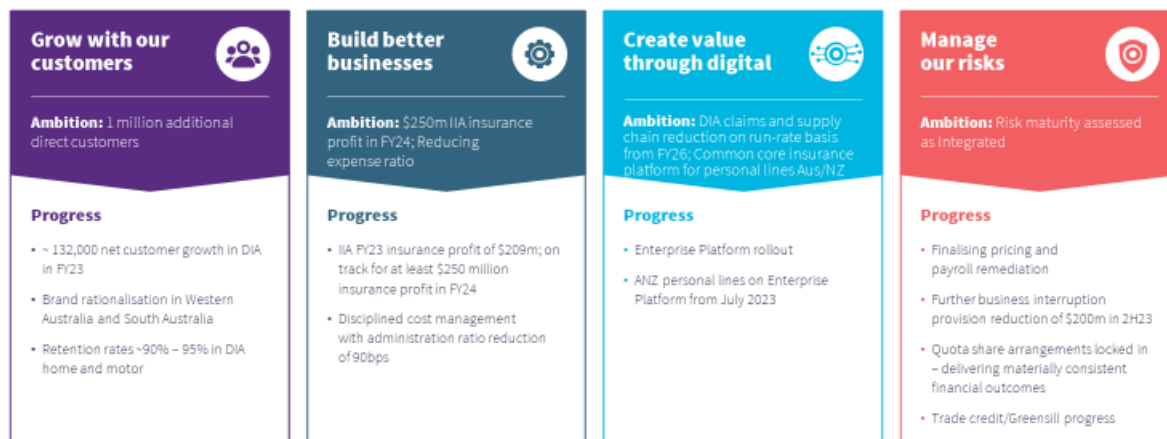 Grow with our
customers
Ambition: 1 million additional
direct customers
Progress
• ~ 132,000 net customer growth in DIA
in FY23
• Brand rationalisation in Western
Australia and South Australia
• Retention rates ~90% – 95% in DIA
home and motor
Build better
businesses
Ambition: $250m IIA insurance
profit in FY24; Reducing
expense ratio
Progress
• IIA FY23 insurance profit of $209m; on
track for at least $250 million
insurance profit in FY24
• Disciplined cost management
with administration ratio reduction
of 90bps
Create value
through digital
Ambition: DIA claims and supply
chain reduction on run-rate basis
from FY26; Common core insurance
platform for personal lines Aus/NZ
Progress
• Enterprise Platform rollout
• ANZ personal lines on Enterprise
Platform from July 2023
Manage
our risks
Ambition: Risk maturity assessed
as Integrated
Progress
• Finalising pricing and
payroll remediation
• Further business interruption
provision reduction of $200m in 2H23
• Quota share arrangements locked in
– delivering materially consistent
financial outcomes
• Trade credit/Greensill progress